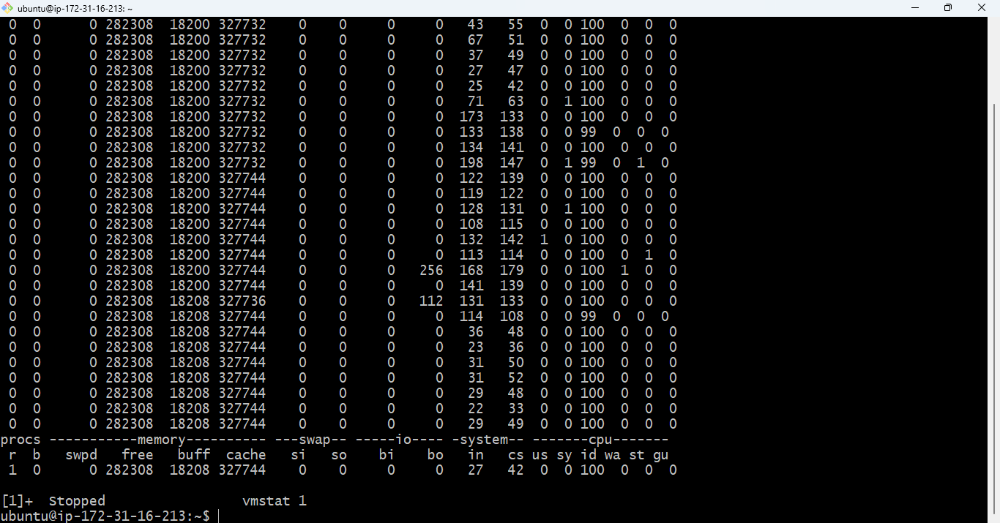 ubuntu@ip-172-31-16-213: ~
0 0 0 282308 18200 327732 0 0 0 0 43 55 0 0 100 0 0 0
0 0 0 282308 18200 327732 0 0 0 0 67 51 0 0 100 0 0 0
0 0 0 282308 18200 327732 0 0 0 0 37 49 0 0 100 0 0 0
0 0 0 282308 18200 327732 0 0 0 0 27 47 0 0 100 0 0 0
0 0 0 282308 18200 327732 0 0 0 0 25 42 0 0 100 0 0 0
0 0 0 282308 18200 327732 0 0 0 0 71 63 0 1 100 0 0 0
0 0 0 282308 18200 327732 0 0 0 0 173 133 0 0 100 0 0 0
0 0 0 282308 18200 327732 0 0 0 0 133 138 0 0 99 0 0 0
0 0 0 282308 18200 327732 0 0 0 0 134 141 0 0 100 0 0 0
0 0 0 282308 18200 327732 0 0 0 0 198 147 0 1 99 0 1 0
0 0 0 282308 18200 327744 0 0 0 0 122 139 0 0 100 0 0 0
0 0 0 282308 18200 327744 0 0 0 0 119 122 0 0 100 0 0 0
0 0 0 282308 18200 327744 0 0 0 0 128 131 0 1 100 0 0 0
0 0 0 282308 18200 327744 0 0 0 0 108 115 0 0 100 0 0 0
0 0 0 282308 18200 327744 0 0 0 0 132 142 1 0 100 0 0 0
0 0 0 282308 18200 327744 0 0 0 0 113 114 0 0 100 0 1 0
0 0 0 282308 18200 327744 0 0 0 256 168 179 0 0 100 1 0 0
0 0 0 282308 18200 327744 0 0 0 0 141 139 0 0 100 0 0 0
0 0 0 282308 18208 327736 0 0 0 112 131 133 0 0 100 0 0 0
0 0 0 282308 18208 327744 0 0 0 0 114 108 0 0 99 0 0 0
0 0 0 282308 18208 327744 0 0 0 0 36 48 0 0 100 0 0 0
0 0 0 282308 18208 327744 0 0 0 0 23 36 0 0 100 0 0 0
0 0 0 282308 18208 327744 0 0 0 0 31 50 0 0 100 0 0 0
0 0 0 282308 18208 327744 0 0 0 0 31 52 0 0 100 0 0 0
0 0 0 282308 18208 327744 0 0 0 0 29 48 0 0 100 0 0 0
0 0 0 282308 18208 327744 0 0 0 0 22 33 0 0 100 0 0 0
0 0 0 282308 18208 327744 0 0 0 0 29 49 0 0 100 0 0 0
procs -----------memory---------- ---swap-- -----io---- -system-- -------cpu-------
r b swpd free buff cache si so bi bo in cs us sy id wa st gu
1 0 0 282308 18208 327744 0 0 0 0 27 42 0 0 100 0 0 0
[1]+ Stopped vmstat 1
ubuntu@ip-172-31-16-213:~$